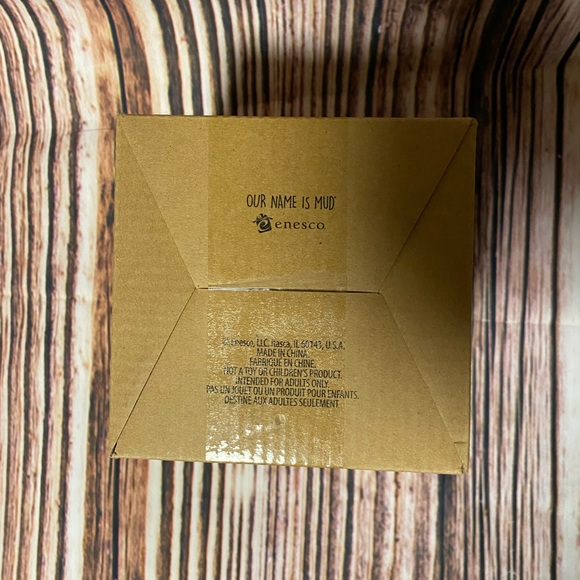 OUR NAME IS MUD®
enesco.
© Enesco, LLC Itasca, IL 60143, U.S.A.
MADE IN CHINA.
FABRIQUÉ EN CHINE.
NOT A TOY OR CHILDREN'S PRODUCT.
INTENDED FOR ADULTS ONLY.
PAS UN JOUET OU UN PRODUIT POUR ENFANTS.
DESTINÉ AUX ADULTES SEULEMENT.